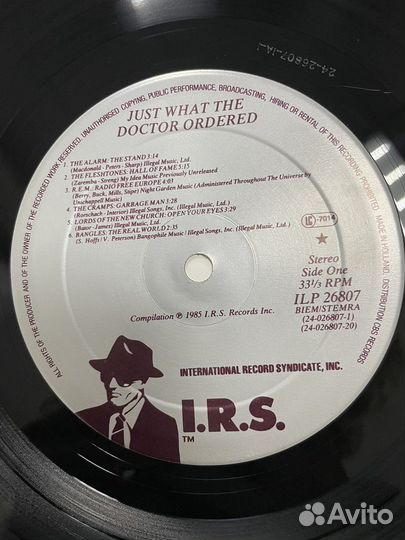 24-26807-1A-1
ALL RIGHTS OF THE PRODUCER AND OF THE OWNER OF THE RECORDED WORK RESERVED. UNAUTHORISED COPYING, PUBLIC PERFORMANCE, BROADCASTING, HIRING OR RENTAL OF THIS RECORDING PROHIBITED. MADE IN HOLLAND. DISTRIBUTION CBS RECORDS
JUST WHAT THE
DOCTOR ORDERED
1. THE ALARM: THE STAND 3:14
(Macdonald - Peters - Sharp) Illegal Music, Ltd.
2. THE FLESHTONES: HALL OF FAME 5:15
(Zaremba - Streng) My Idea Music Previously Unreleased
3. R.E.M.: RADIO FREE EUROPE 4:03
(Berry, Buck, Mills, Stipe) Night Garden Music (Administered Throughout The Universe by
Unschappell Music)
4. THE CRAMPS: GARBAGE MAN 3:28
(Rorschach - Interior) Illegal Songs, Inc. (Illegal Music, Ltd.)
5. LORDS OF THE NEW CHURCH: OPEN YOUR EYES 3:29
(Bator - James) Illegal Music, Ltd.
6. BANGLES: THE REAL WORLD 2:35
(S. Hoffs / V. Peterson) Bangophile Music / Illegal Songs, Inc. (Illegal Music, Ltd.)
LC-7014
Stereo
Side One
33⅓ RPM
ILP 26807
BIEM/STEMRA
(24-026807-1)
(24-026807-20)
Compilation ℗ 1985 I.R.S. Records Inc.
INTERNATIONAL RECORD SYNDICATE, INC.
I.R.S.
TM
Avito